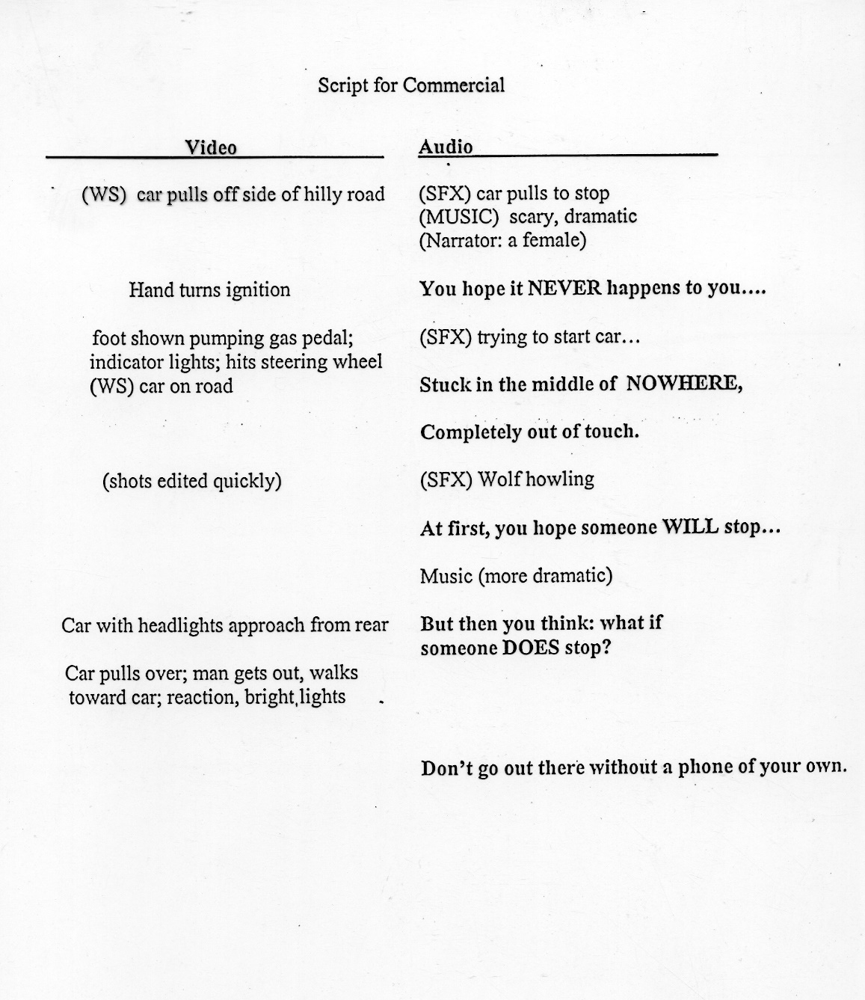 Script for Commercial
Video Audio
(WS) car pulls off side of hilly road (SFX) car pulls to stop
(MUSIC) scary, dramatic
(Narrator: a female)
Hand turns ignition You hope it NEVER happens to you....
foot shown pumping gas pedal; (SFX) trying to start car...
indicator lights; hits steering wheel
(WS) car on road Stuck in the middle of NOWHERE,
Completely out of touch.
(shots edited quickly) (SFX) Wolf howling
At first, you hope someone WILL stop...
Music (more dramatic)
Car with headlights approach from rear But then you think: what if
someone DOES stop?
Car pulls over; man gets out, walks
toward car; reaction, bright lights
Don't go out there without a phone of your own.